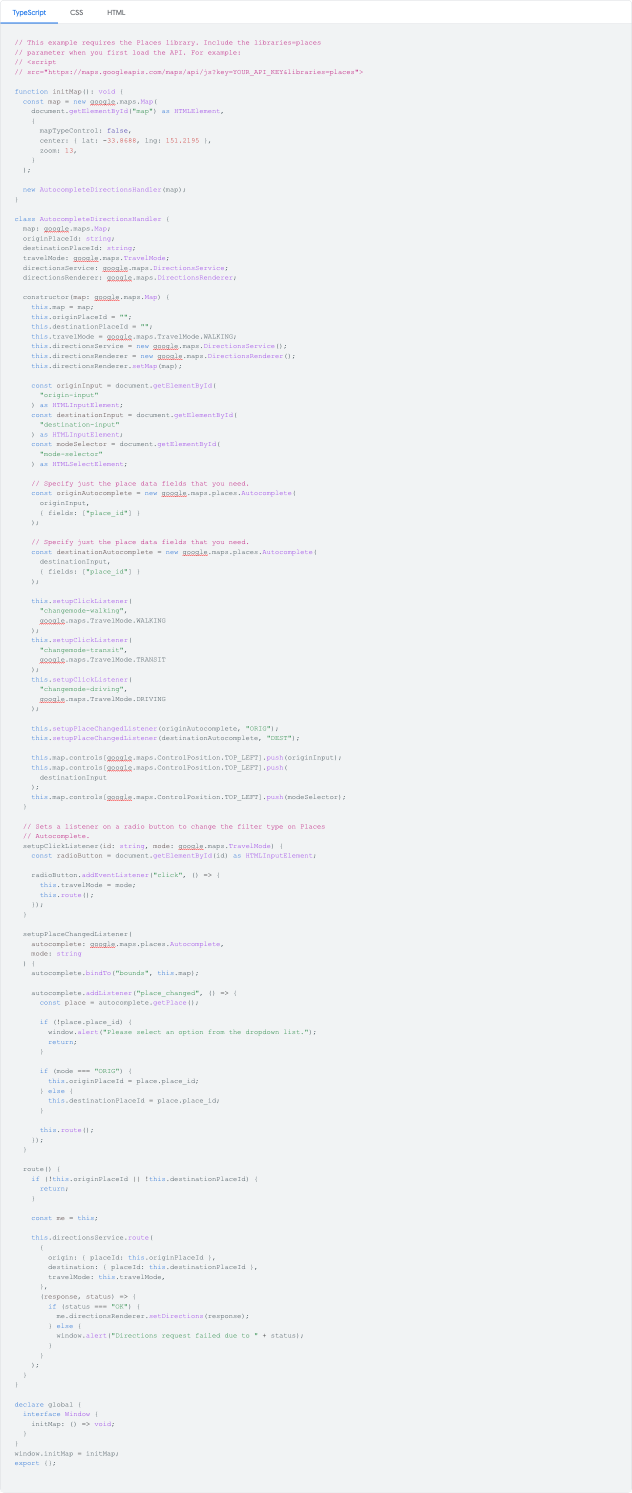 TypeScript CSS HTML
// This example requires the Places library. Include the libraries=places
// parameter when you first load the API. For example:
// <script
// src="https://maps.googleapis.com/maps/api/js?key=YOUR_API_KEY&libraries=places">
function initMap(): void {
const map = new google.maps.Map(
document.getElementById("map") as HTMLElement,
{
mapTypeControl: false,
center: { lat: -33.8688, lng: 151.2195 },
zoom: 13,
}
);
new AutocompleteDirectionsHandler(map);
}
class AutocompleteDirectionsHandler {
map: google.maps.Map;
originPlaceId: string;
destinationPlaceId: string;
travelMode: google.maps.TravelMode;
directionsService: google.maps.DirectionsService;
directionsRenderer: google.maps.DirectionsRenderer;
constructor(map: google.maps.Map) {
this.map = map;
this.originPlaceId = "";
this.destinationPlaceId = "";
this.travelMode = google.maps.TravelMode.WALKING;
this.directionsService = new google.maps.DirectionsService();
this.directionsRenderer = new google.maps.DirectionsRenderer();
this.directionsRenderer.setMap(map);
const originInput = document.getElementById(
"origin-input"
) as HTMLInputElement;
const destinationInput = document.getElementById(
"destination-input"
) as HTMLInputElement;
const modeSelector = document.getElementById(
"mode-selector"
) as HTMLSelectElement;
// Specify just the place data fields that you need.
const originAutocomplete = new google.maps.places.Autocomplete(
originInput,
{ fields: ["place_id"] }
);
// Specify just the place data fields that you need.
const destinationAutocomplete = new google.maps.places.Autocomplete(
destinationInput,
{ fields: ["place_id"] }
);
this.setupClickListener(
"changemode-walking",
google.maps.TravelMode.WALKING
);
this.setupClickListener(
"changemode-transit",
google.maps.TravelMode.TRANSIT
);
this.setupClickListener(
"changemode-driving",
google.maps.TravelMode.DRIVING
);
this.setupPlaceChangedListener(originAutocomplete, "ORIG");
this.setupPlaceChangedListener(destinationAutocomplete, "DEST");
this.map.controls[google.maps.ControlPosition.TOP_LEFT].push(originInput);
this.map.controls[google.maps.ControlPosition.TOP_LEFT].push(
destinationInput
);
this.map.controls[google.maps.ControlPosition.TOP_LEFT].push(modeSelector);
}
// Sets a listener on a radio button to change the filter type on Places
// Autocomplete.
setupClickListener(id: string, mode: google.maps.TravelMode) {
const radioButton = document.getElementById(id) as HTMLInputElement;
radioButton.addEventListener("click", () => {
this.travelMode = mode;
this.route();
});
}
setupPlaceChangedListener(
autocomplete: google.maps.places.Autocomplete,
mode: string
) {
autocomplete.bindTo("bounds", this.map);
autocomplete.addListener("place_changed", () => {
const place = autocomplete.getPlace();
if (!place.place_id) {
window.alert("Please select an option from the dropdown list.");
return;
}
if (mode === "ORIG") {
this.originPlaceId = place.place_id;
} else {
this.destinationPlaceId = place.place_id;
}
this.route();
});
}
route() {
if (!this.originPlaceId || !this.destinationPlaceId) {
return;
}
const me = this;
this.directionsService.route(
{
origin: { placeId: this.originPlaceId },
destination: { placeId: this.destinationPlaceId },
travelMode: this.travelMode,
},
(response, status) => {
if (status === "OK") {
me.directionsRenderer.setDirections(response);
} else {
window.alert("Directions request failed due to " + status);
}
}
);
}
}
declare global {
interface Window {
initMap: () => void;
}
}
window.initMap = initMap;
export {};